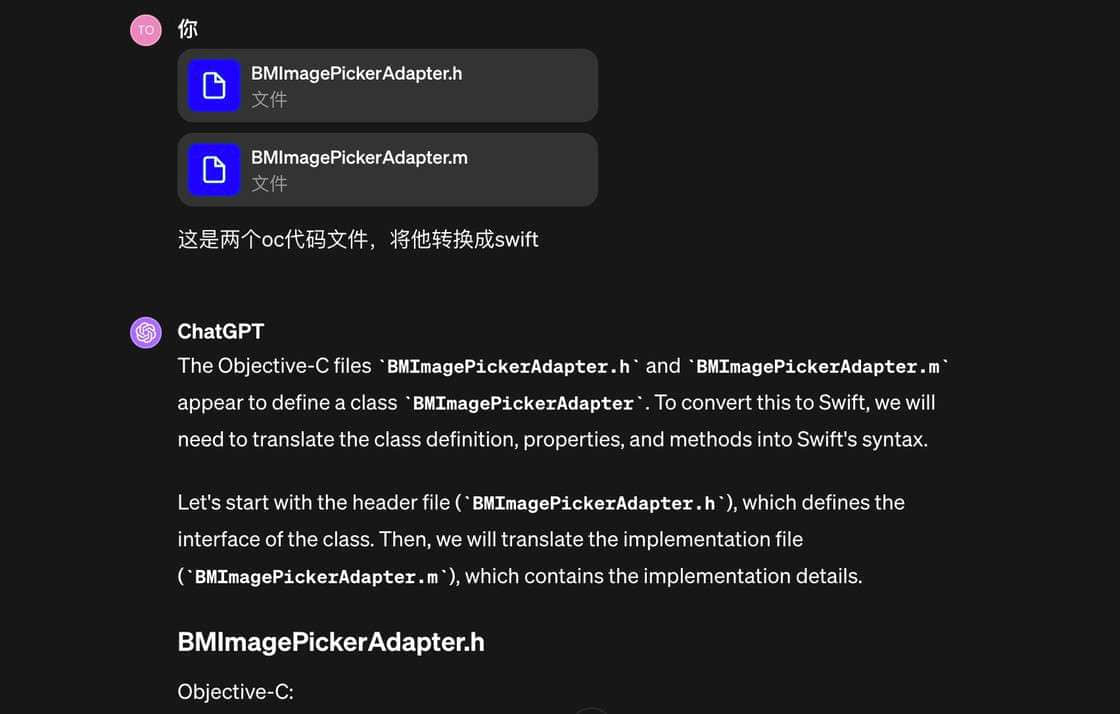 TO
你
BMImagePickerAdapter.h
文件
BMImagePickerAdapter.m
文件
这是两个oc代码文件，将他转换成swift
ChatGPT
The Objective-C files `BMImagePickerAdapter.h` and `BMImagePickerAdapter.m`
appear to define a class `BMImagePickerAdapter`. To convert this to Swift, we will
need to translate the class definition, properties, and methods into Swift's syntax.
Let's start with the header file (`BMImagePickerAdapter.h`), which defines the
interface of the class. Then, we will translate the implementation file
(`BMImagePickerAdapter.m`), which contains the implementation details.
BMImagePickerAdapter.h
Objective-C: